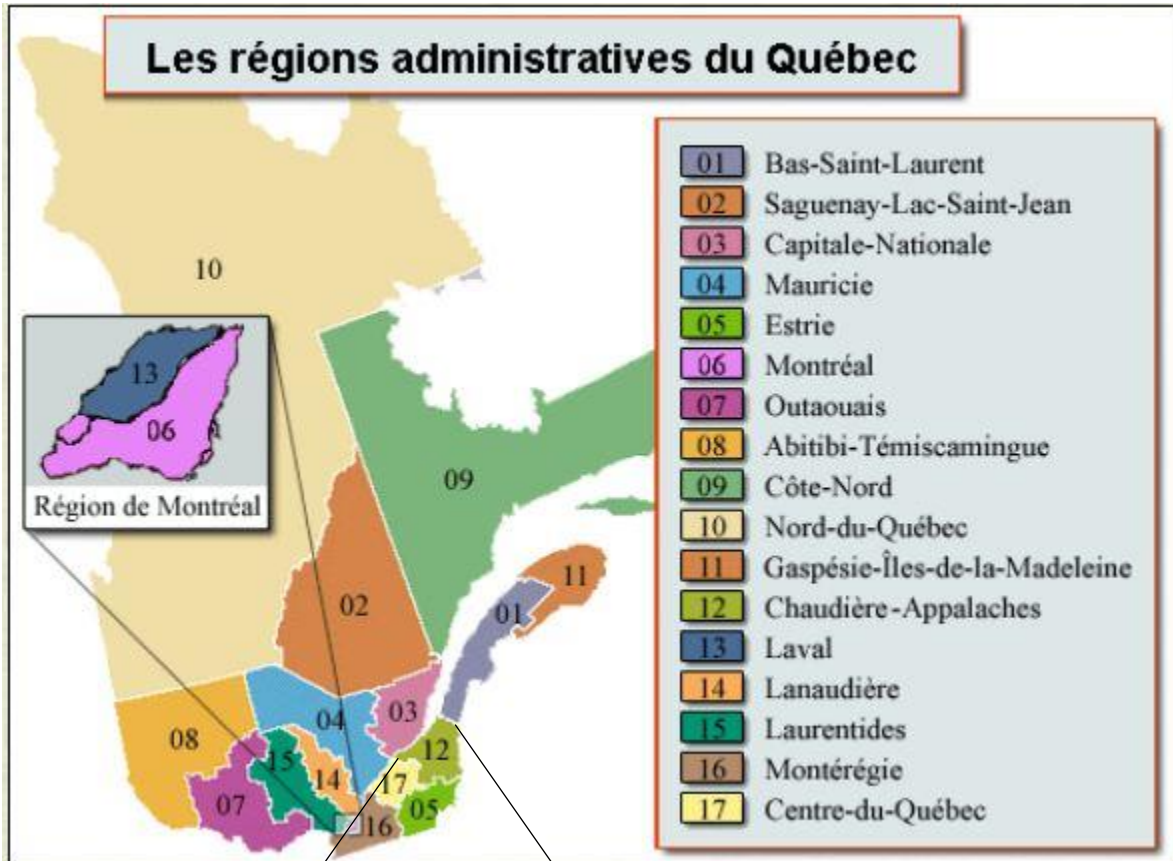 Les régions administratives du Québec
01 Bas-Saint-Laurent
02 Saguenay-Lac-Saint-Jean
03 Capitale-Nationale
04 Mauricie
05 Estrie
06 Montréal
07 Outaouais
08 Abitibi-Témiscamingue
09 Côte-Nord
10 Nord-du-Québec
11 Gaspésie-Îles-de-la-Madeleine
12 Chaudière-Appalaches
13 Laval
14 Lanaudière
15 Laurentides
16 Montérégie
17 Centre-du-Québec
10
13
06
Région de Montréal
09
02
11
01
03
04
08
12
15
14
17
07
05
16